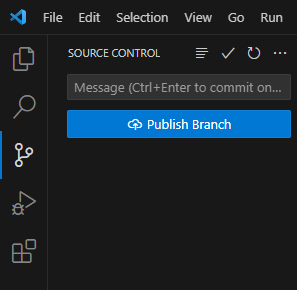 File Edit Selection View Go Run
SOURCE CONTROL
Message (Ctrl+Enter to commit on...
Publish Branch